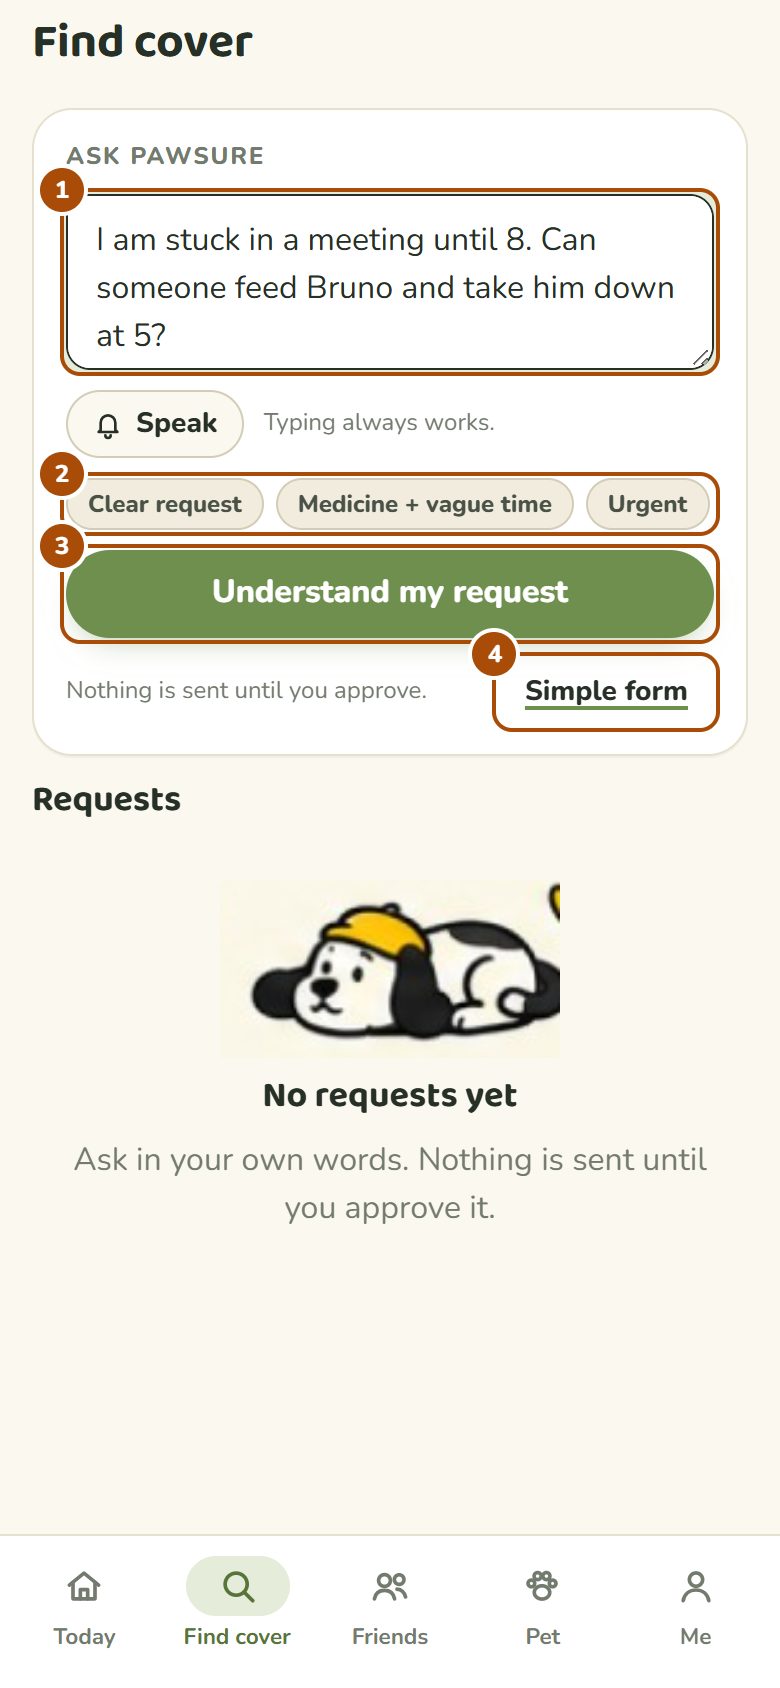 Find cover
ASK PAWSURE
1
I am stuck in a meeting until 8. Can
someone feed Bruno and take him down
at 5?
Speak
Typing always works.
2
Clear request
Medicine + vague time
Urgent
3
Understand my request
4
Nothing is sent until you approve.
Simple form
Requests
No requests yet
Ask in your own words. Nothing is sent until
you approve it.
Today
Find cover
Friends
Pet
Me